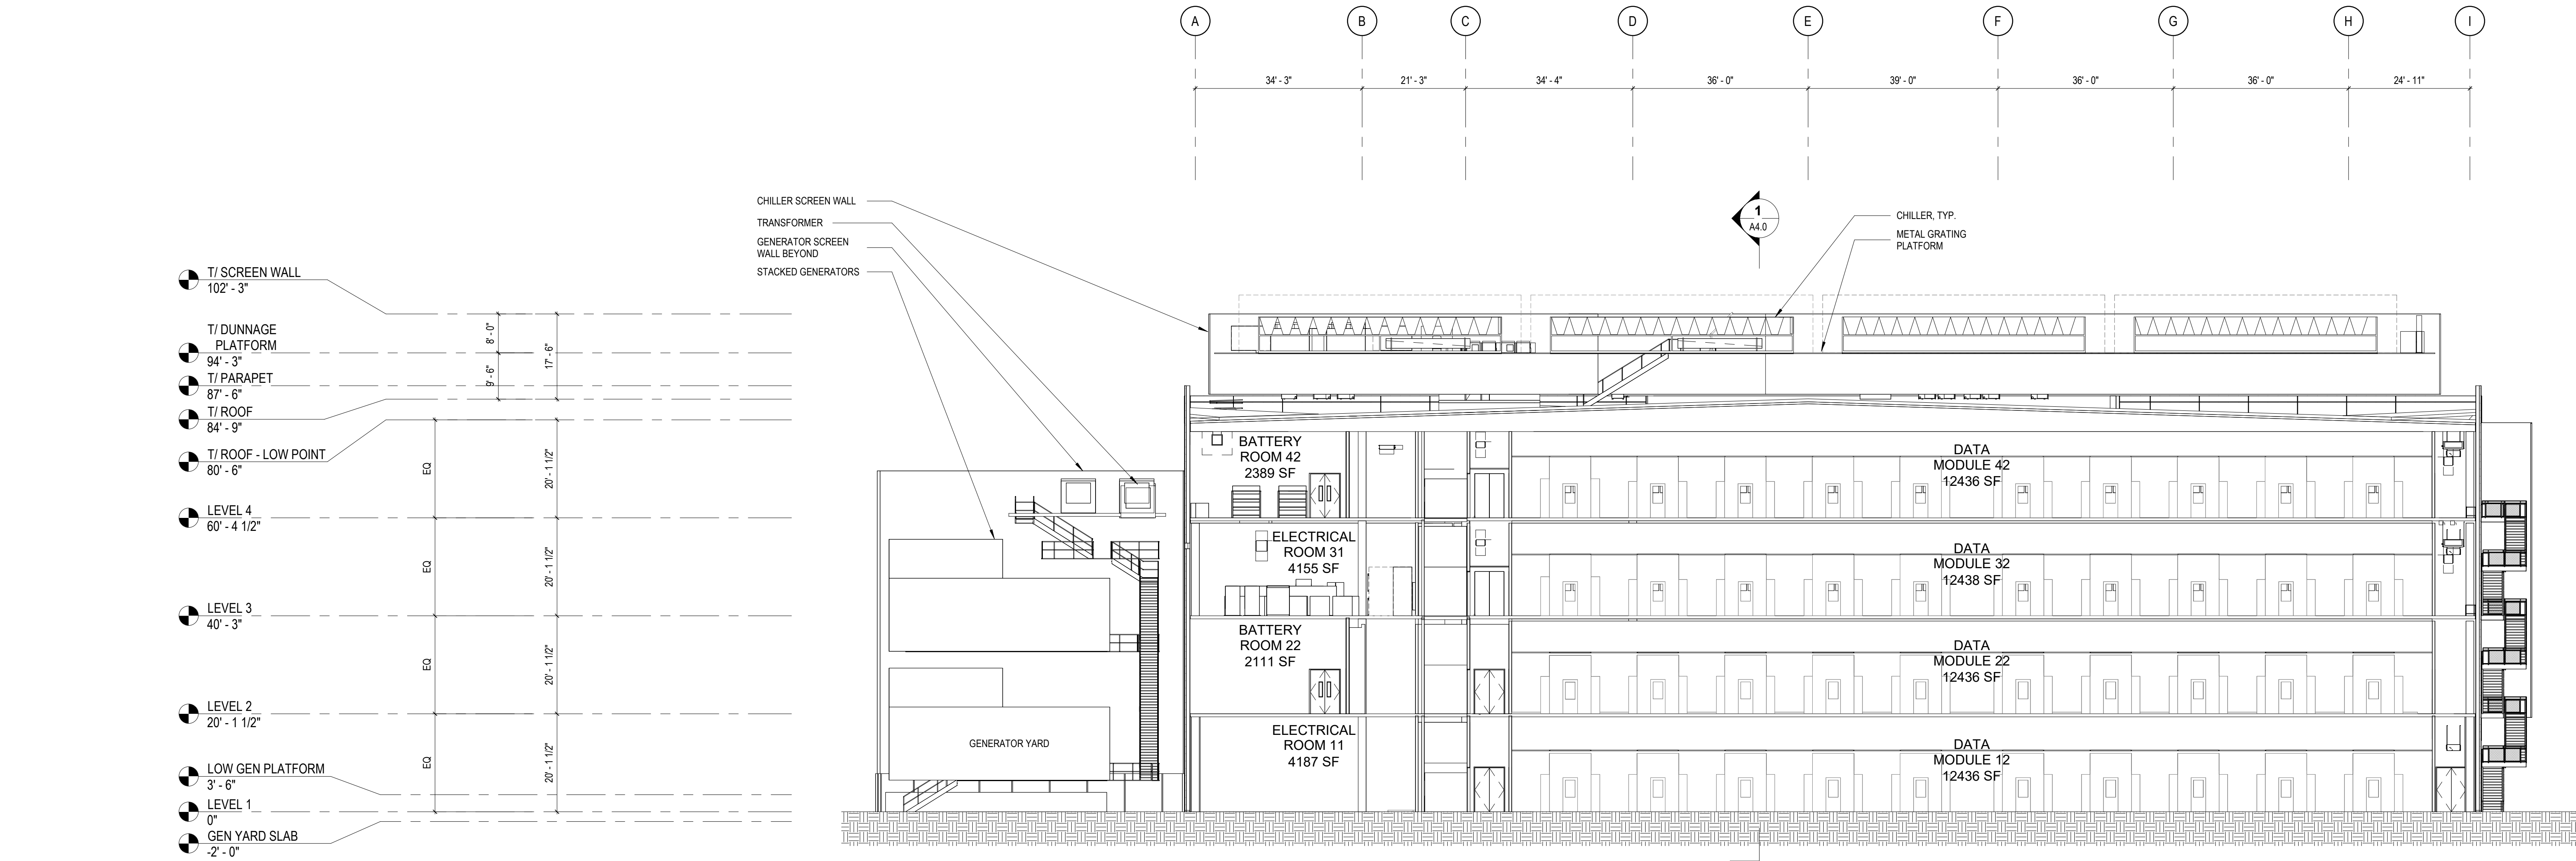 A
B
C
D
E
F
G
H
I
34' - 3"
21' - 3"
34' - 4"
36' - 0"
39' - 0"
36' - 0"
36' - 0"
24' - 11"
CHILLER SCREEN WALL
TRANSFORMER
GENERATOR SCREEN
WALL BEYOND
STACKED GENERATORS
1
A4.0
CHILLER, TYP.
METAL GRATING
PLATFORM
T/ SCREEN WALL
102' - 3"
T/ DUNNAGE
PLATFORM
94' - 3"
T/ PARAPET
87' - 6"
T/ ROOF
84' - 9"
T/ ROOF - LOW POINT
80' - 6"
LEVEL 4
60' - 4 1/2"
LEVEL 3
40' - 3"
LEVEL 2
20' - 1 1/2"
LOW GEN PLATFORM
3' - 6"
LEVEL 1
0"
GEN YARD SLAB
-2' - 0"
8' - 0"
9' - 6"
17' - 6"
EQ
EQ
EQ
EQ
20' - 1 1/2"
20' - 1 1/2"
20' - 1 1/2"
20' - 1 1/2"
GENERATOR YARD
BATTERY
ROOM 42
2389 SF
ELECTRICAL
ROOM 31
4155 SF
BATTERY
ROOM 22
2111 SF
ELECTRICAL
ROOM 11
4187 SF
DATA
MODULE 42
12436 SF
DATA
MODULE 32
12438 SF
DATA
MODULE 22
12436 SF
DATA
MODULE 12
12436 SF